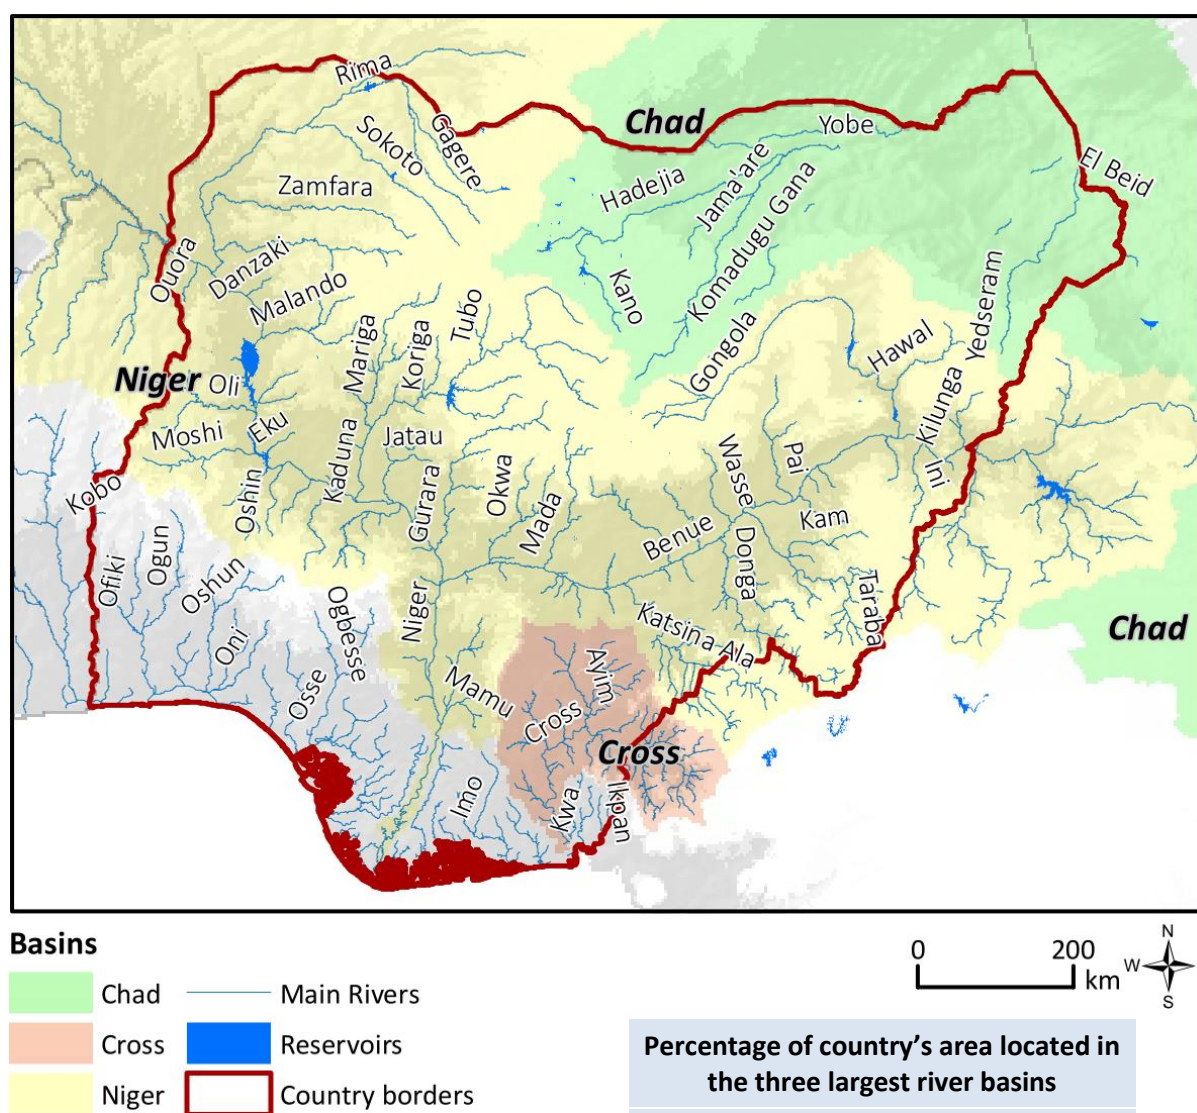 Rima
Chad
Yobe
Gagere
Sokoto
El Beid
Jama'are
Hadejia
Zamfara
Komadugu Gana
Ouora
Danzaki
Malando
Kano
Yedseram
Tubo
Mariga
Koriga
Gongola
Hawal
Niger
Oli
Kilunga
Moshi
Eku
Jatau
Wasse
Pai
Ini
Kobo
Oshin
Kaduna
Gurara
Okwa
Mada
Kam
Benue
Donga
Ofiki
Ogun
Oshun
Oni
Ogbesse
Niger
Katsina Ala
Taraba
Chad
Osse
Mamu
Ayim
Cross
Cross
Imo
Kwa
Ikpan
Basins
0 200
km
N
W
S
Chad Main Rivers
Cross Reservoirs
Niger Country borders
Percentage of country's area located in
the three largest river basins